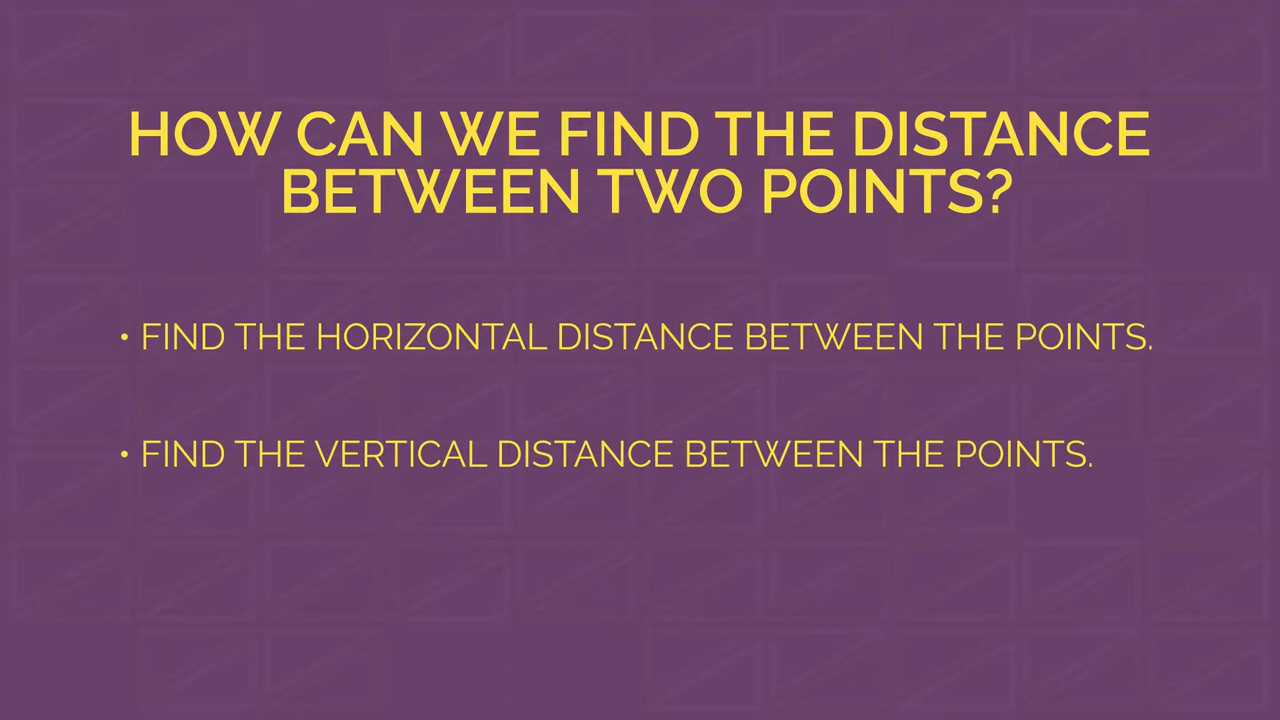 HOW CAN WE FIND THE DISTANCE
BETWEEN TWO POINTS?
• FIND THE HORIZONTAL DISTANCE BETWEEN THE POINTS.
• FIND THE VERTICAL DISTANCE BETWEEN THE POINTS.